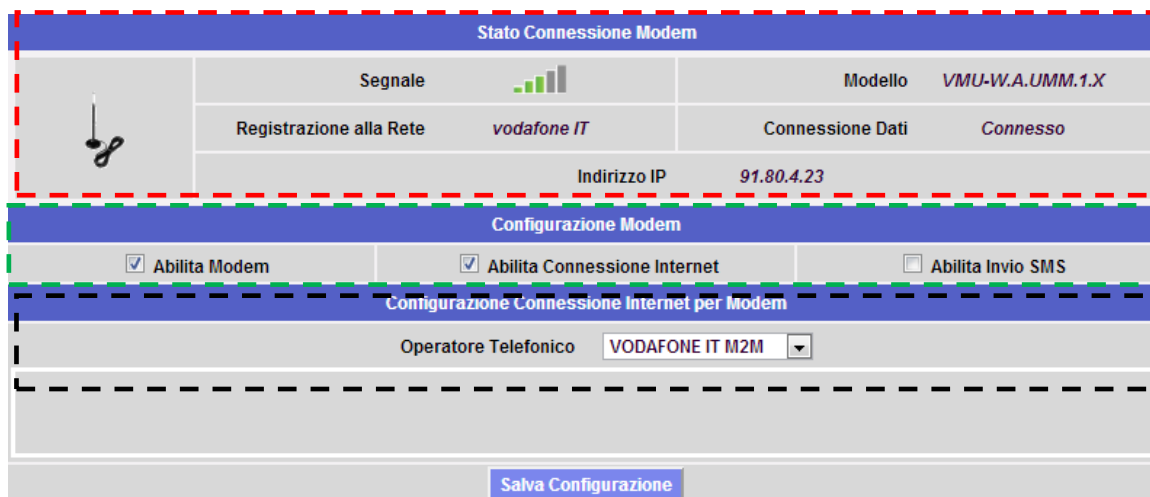 Stato Connessione Modem
Segnale Modello VMU-W.A.UMM.1.X
Registrazione alla Rete vodafone IT Connessione Dati Connesso
Indirizzo IP 91.80.4.23
Configurazione Modem
Abilita Modem Abilita Connessione Internet Abilita Invio SMS
Configurazione Connessione Internet per Modem
Operatore Telefonico VODAFONE IT M2M
Salva Configurazione